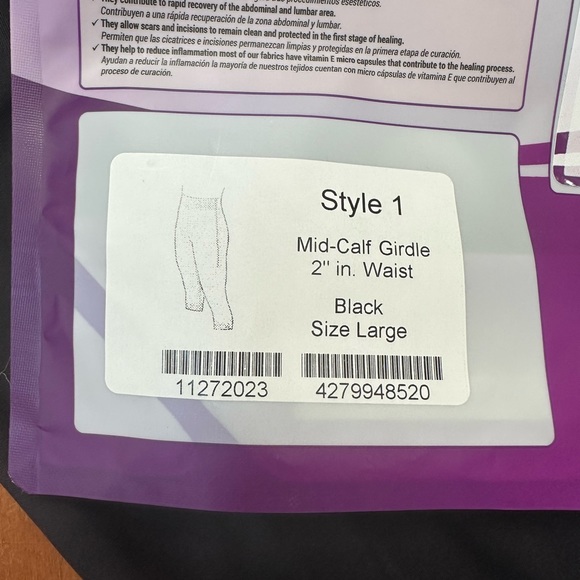 They contribute to rapid recovery of the abdominal and lumbar area.
Contribuyen a una rápida recuperación de la zona abdominal y lumbar.
✓ They allow scars and incisions to remain clean and protected in the first stage of healing.
Permiten que las cicatrices e incisiones permanezcan limpias y protegidas en la primera etapa de curación.
✓ They help to reduce inflammation most of our fabrics have vitamin E micro capsules that contribute to the healing process.
Ayudan a reducir la inflamación la mayoría de nuestros tejidos cuentan con micro cápsulas de vitamina E que contribuyen al
proceso de curación.
Style 1
Mid-Calf Girdle
2" in. Waist
Black
Size Large
11272023
4279948520